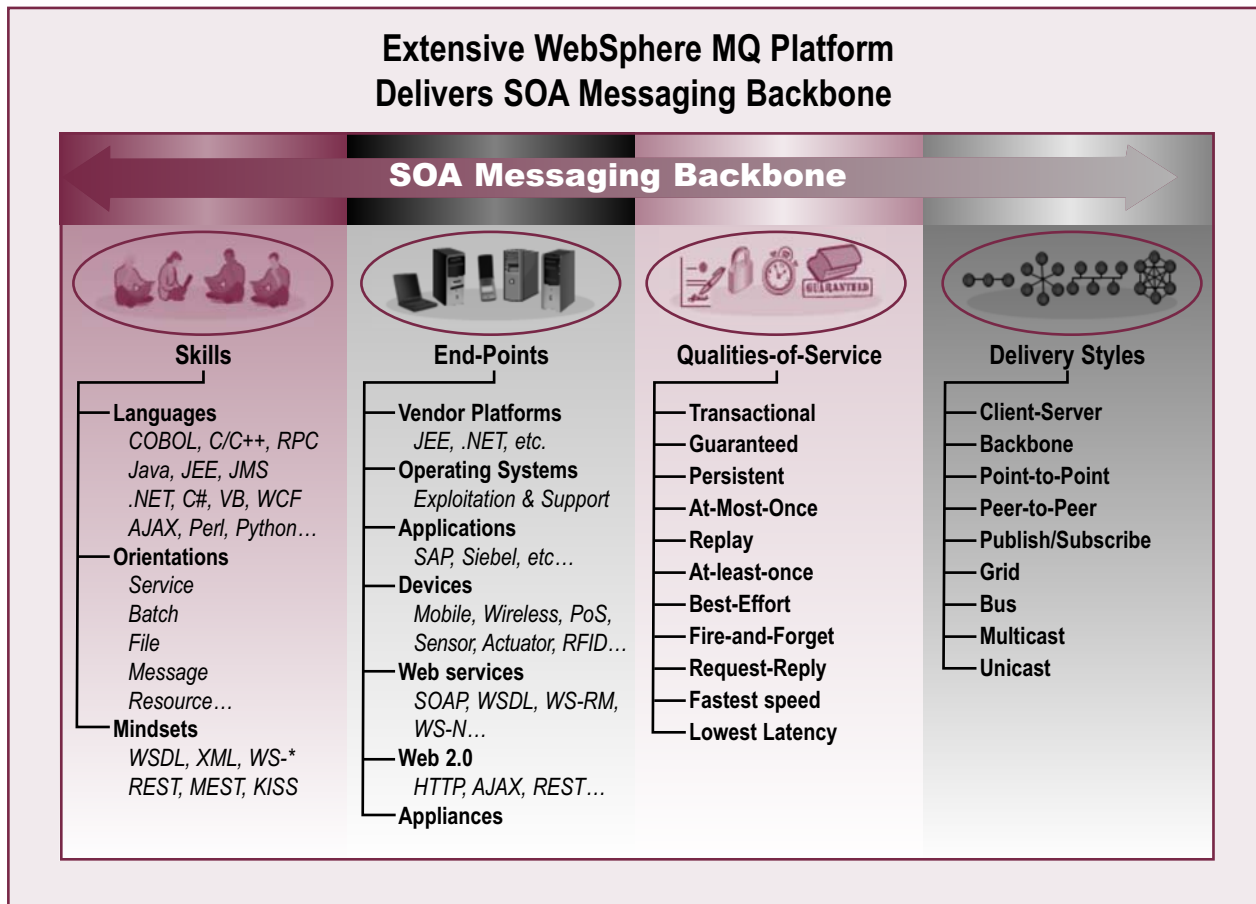 Extensive WebSphere MQ Platform
Delivers SOA Messaging Backbone
SOA Messaging Backbone
GUARANTEED
Skills
Languages
COBOL, C/C++, RPC
Java, JEE, JMS
.NET, C#, VB, WCF
AJAX, Perl, Python…
Orientations
Service
Batch
File
Message
Resource…
Mindsets
WSDL, XML, WS-*
REST, MEST, KISS
End-Points
Vendor Platforms
JEE, .NET, etc.
Operating Systems
Exploitation & Support
Applications
SAP, Siebel, etc…
Devices
Mobile, Wireless, PoS,
Sensor, Actuator, RFID…
Web services
SOAP, WSDL, WS-RM,
WS-N…
Web 2.0
HTTP, AJAX, REST…
Appliances
Qualities-of-Service
Transactional
Guaranteed
Persistent
At-Most-Once
Replay
At-least-once
Best-Effort
Fire-and-Forget
Request-Reply
Fastest speed
Lowest Latency
Delivery Styles
Client-Server
Backbone
Point-to-Point
Peer-to-Peer
Publish/Subscribe
Grid
Bus
Multicast
Unicast